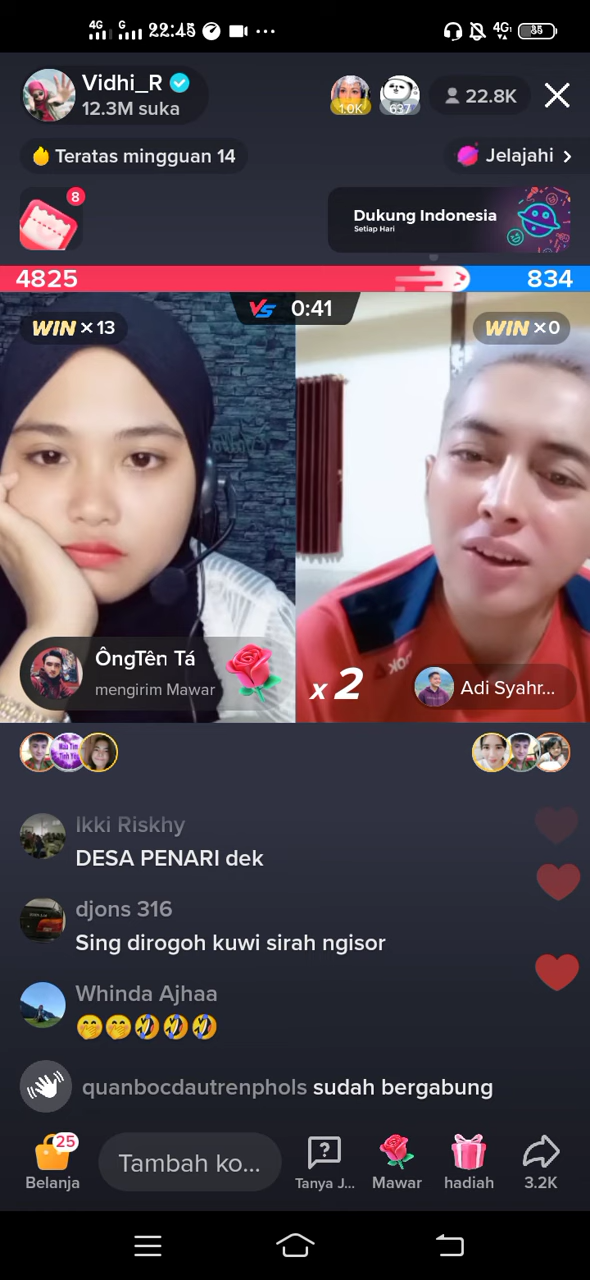 4G G 22:45 ... 4G 35
Vidhi_R
12.3M suka
1.0K 637 22.8K
Teratas mingguan 14
Jelajahi >
8
Dukung Indonesia
Setiap Hari
4825 834
VS 0:41
WIN ×13 WIN ×0
ÔngTên Tá
mengirim Mawar
x 2
Adi Syahr...
Ikki Riskhy
DESA PENARI dek
djons 316
Sing dirogoh kuwi sirah ngisor
Whinda Ajhaa
🤭🤭🤣🤣🤣
quanbocdautrenphols sudah bergabung
25
Tambah ko...
Belanja Tanya J... Mawar hadiah 3.2K